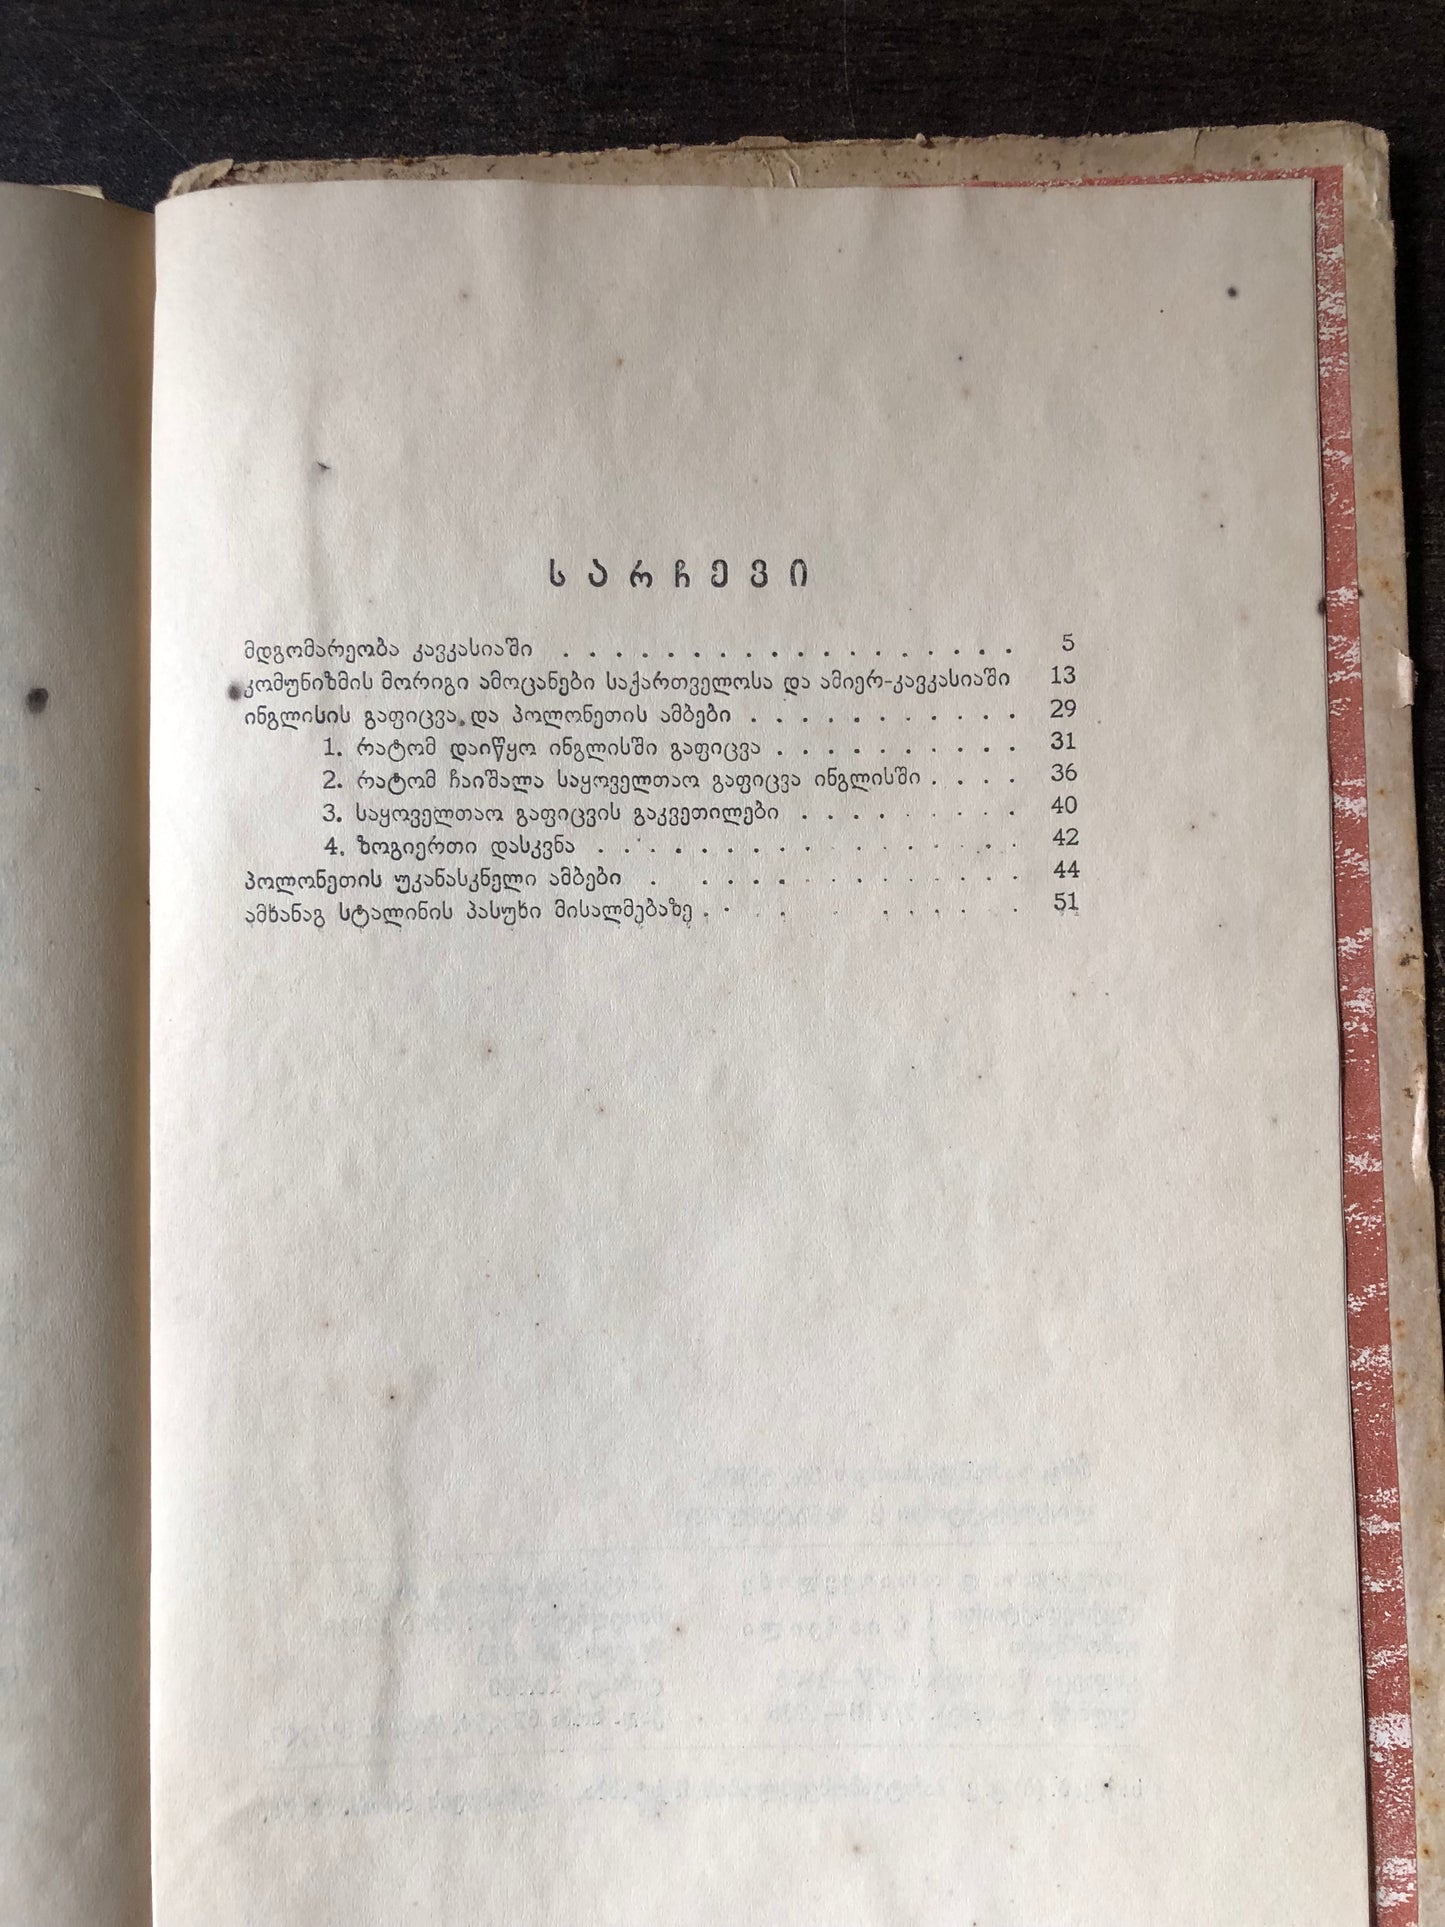 ს ა რ ჩ ე ვ ი
მდგომარეობა კავკასიაში . . . . . . . . . . . . . . . . . . 5
კომუნიზმის მორიგი ამოცანები საქართველოსა და ამიერ-კავკასიაში 13
ინგლისის გაფიცვა და პოლონეთის ამბები . . . . . . . . . . . 29
1. რატომ დაიწყო ინგლისში გაფიცვა . . . . . . . . . . 31
2. რატომ ჩაიშალა საყოველთაო გაფიცვა ინგლისში . . . . 36
3. საყოველთაო გაფიცვის გაკვეთილები . . . . . . . . . 40
4. ზოგიერთი დასკვნა . . . . . . . . . . . . . . . . . 42
პოლონეთის უკანასკნელი ამბები . . . . . . . . . . . . . . 44
ამხანაგ სტალინის პასუხი მისალმებაზე . . . . . . . . . 51